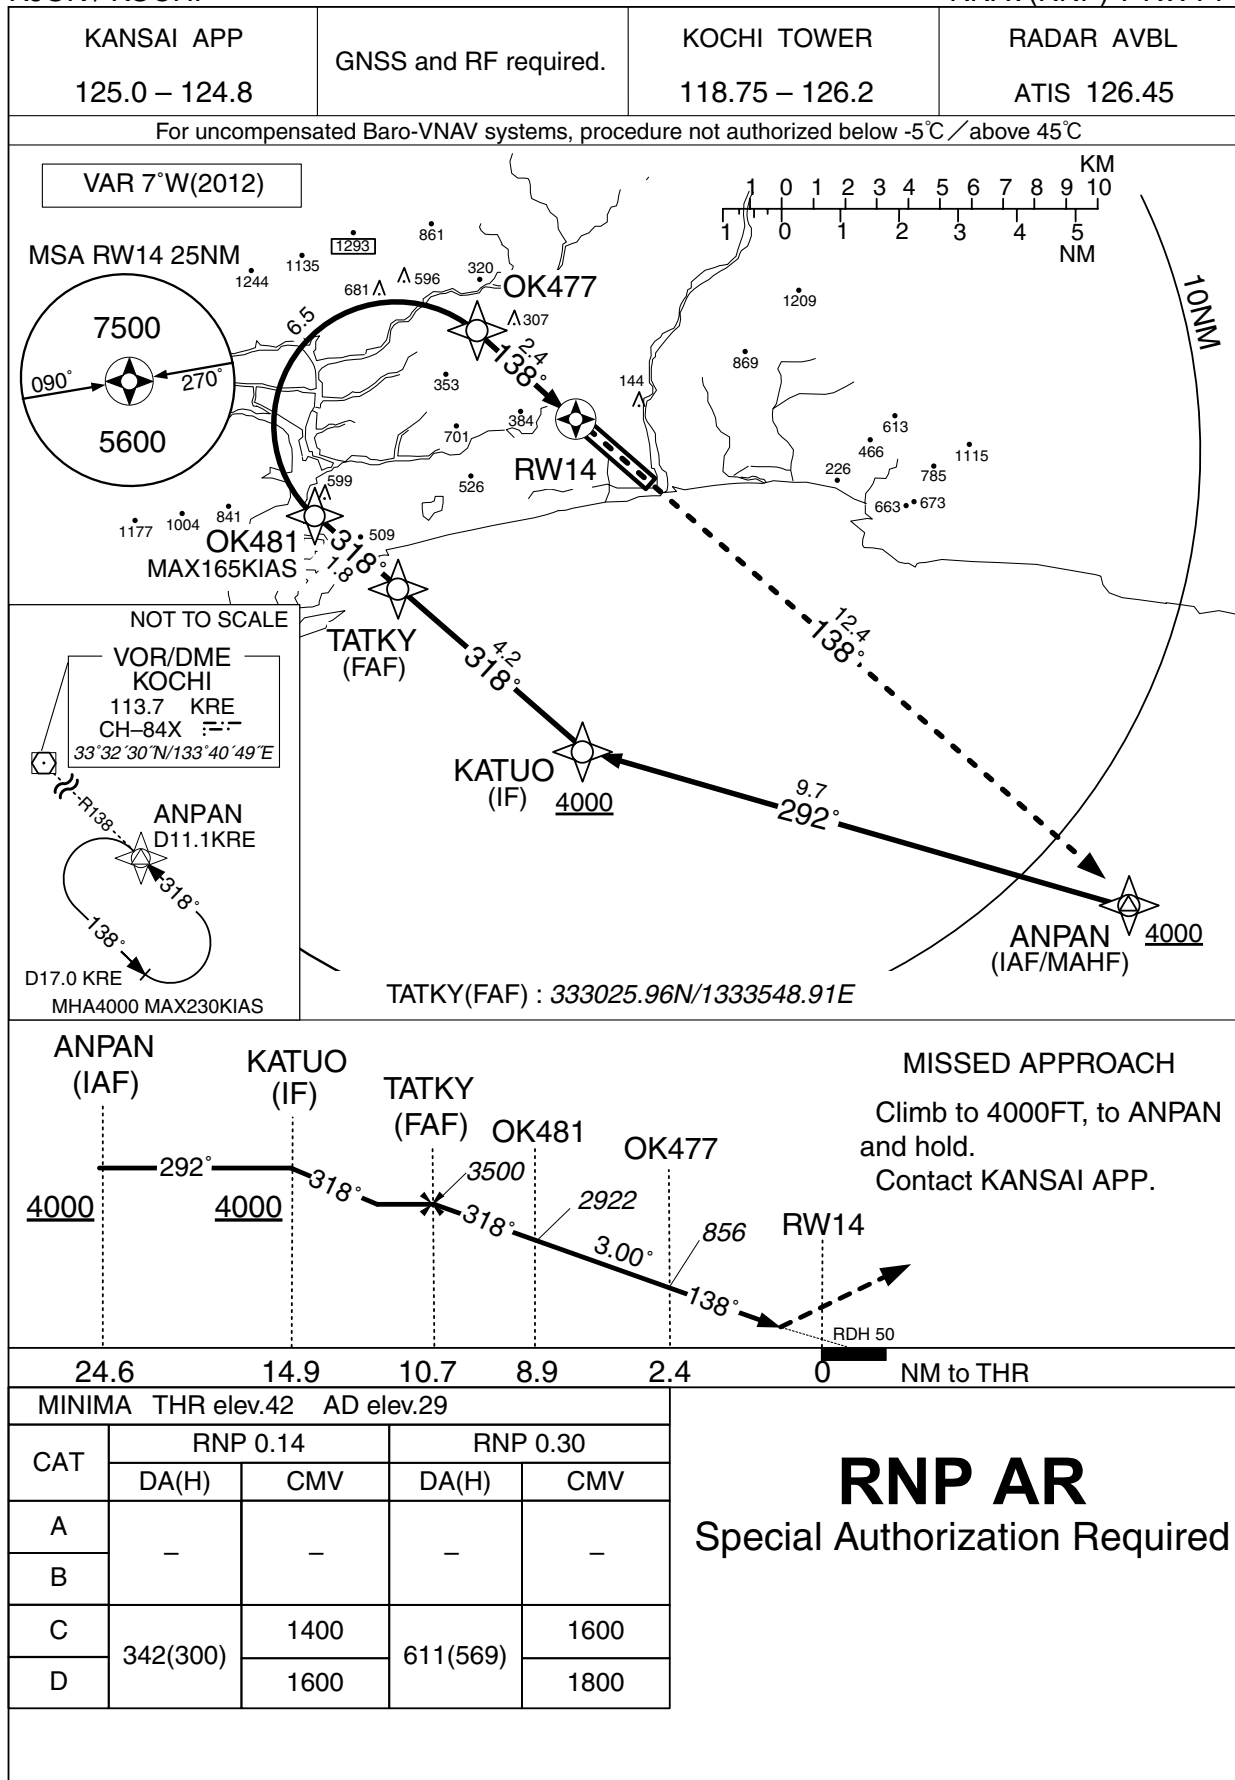 KANSAI APP
125.0 – 124.8
GNSS and RF required.
KOCHI TOWER
118.75 – 126.2
RADAR AVBL
ATIS 126.45
For uncompensated Baro-VNAV systems, procedure not authorized below -5℃／above 45℃
VAR 7°W(2012)
KM
1 0 1 2 3 4 5 6 7 8 9 10
1 0 1 2 3 4 5
NM
MSA RW14 25NM
7500
090°
270°
5600
1244
1135
1293
861
681
596
320
OK477
307
6.5
2.4
138°
353
384
701
526
RW14
144
1209
869
613
466
1115
785
226
663
673
10NM
599
841
1004
1177
OK481
MAX165KIAS
509
318°
1.8
TATKY
(FAF)
4.2
318°
KATUO
(IF)
4000
9.7
292°
12.4
138°
ANPAN
(IAF/MAHF)
4000
NOT TO SCALE
VOR/DME
KOCHI
113.7 KRE
CH–84X
33°32´30˝N/133°40´49˝E
R138
ANPAN
D11.1KRE
318°
138°
D17.0 KRE
MHA4000 MAX230KIAS
TATKY(FAF) : 333025.96N/1333548.91E
ANPAN
(IAF)
KATUO
(IF)
TATKY
(FAF)
OK481
OK477
RW14
292°
4000
4000
318°
3500
318°
2922
3.00°
856
138°
RDH 50
MISSED APPROACH
Climb to 4000FT, to ANPAN
and hold.
Contact KANSAI APP.
24.6 14.9 10.7 8.9 2.4 0 NM to THR
MINIMA THR elev.42 AD elev.29
CAT RNP 0.14 RNP 0.30
DA(H) CMV DA(H) CMV
A
– – – –
B
C 342(300) 1400 611(569) 1600
D 1600 1800
RNP AR
Special Authorization Required